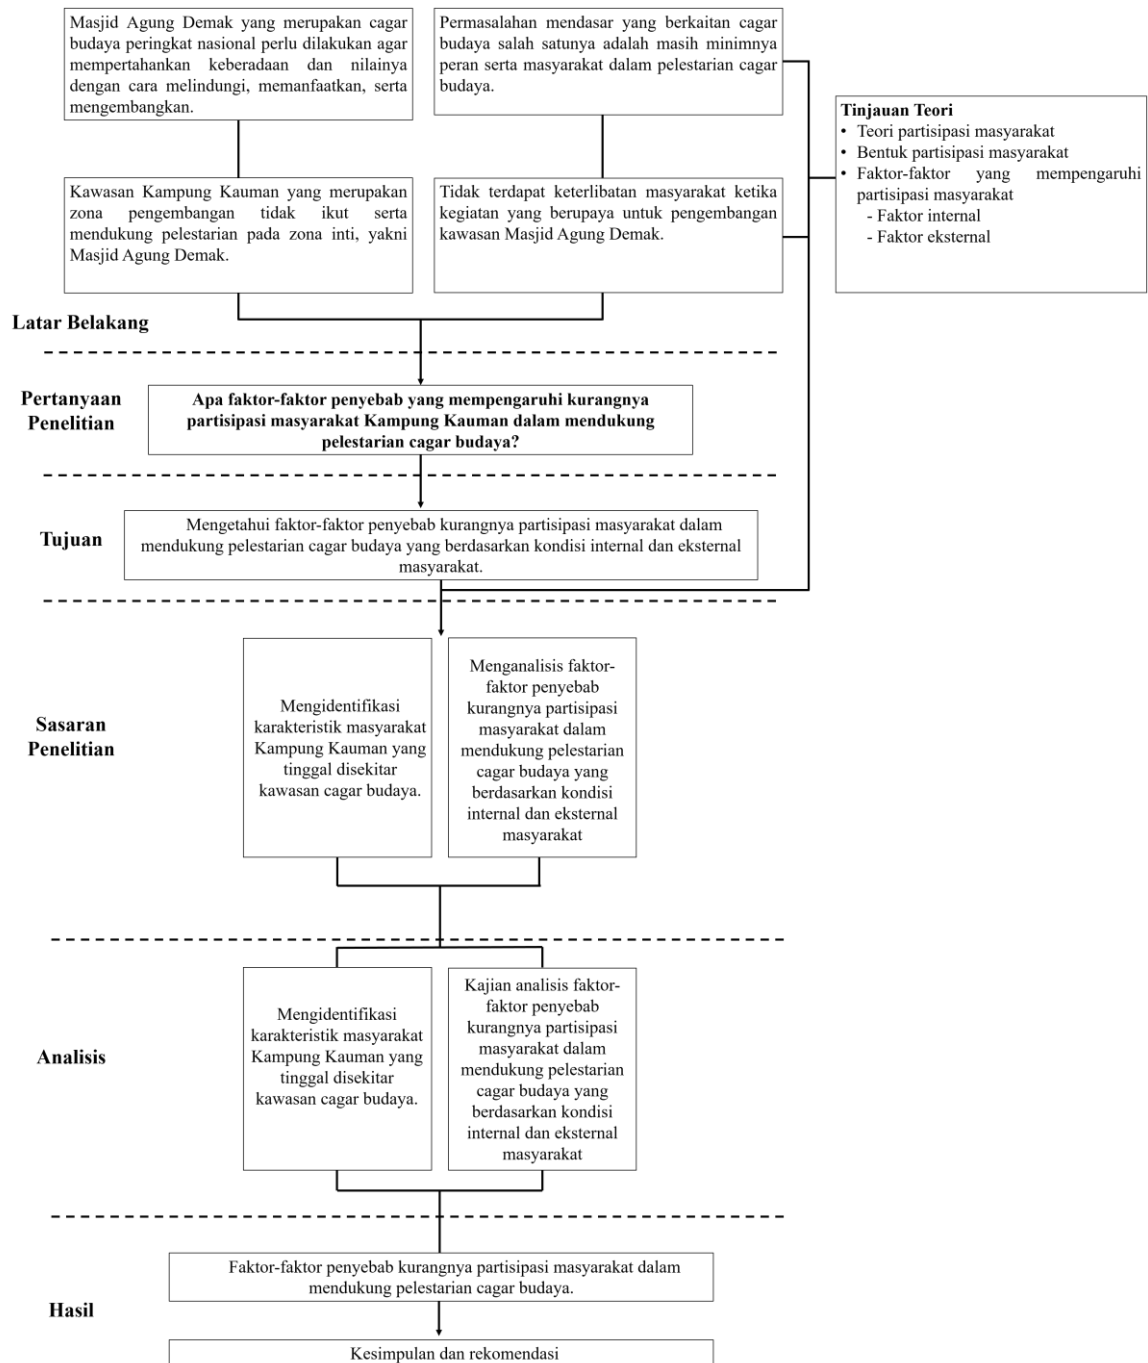 Masjid Agung Demak yang merupakan cagar
budaya peringkat nasional perlu dilakukan agar
mempertahankan keberadaan dan nilainya
dengan cara melindungi, memanfaatkan, serta
mengembangkan.
Permasalahan mendasar yang berkaitan cagar
budaya salah satunya adalah masih minimnya
peran serta masyarakat dalam pelestarian cagar
budaya.
Tinjauan Teori
• Teori partisipasi masyarakat
• Bentuk partisipasi masyarakat
• Faktor-faktor yang mempengaruhi
partisipasi masyarakat
- Faktor internal
- Faktor eksternal
Kawasan Kampung Kauman yang merupakan
zona pengembangan tidak ikut serta
mendukung pelestarian pada zona inti, yakni
Masjid Agung Demak.
Tidak terdapat keterlibatan masyarakat ketika
kegiatan yang berupaya untuk pengembangan
kawasan Masjid Agung Demak.
Latar Belakang
Pertanyaan
Penelitian
Apa faktor-faktor penyebab yang mempengaruhi kurangnya
partisipasi masyarakat Kampung Kauman dalam mendukung
pelestarian cagar budaya?
Tujuan
Mengetahui faktor-faktor penyebab kurangnya partisipasi masyarakat dalam
mendukung pelestarian cagar budaya yang berdasarkan kondisi internal dan eksternal
masyarakat.
Sasaran
Penelitian
Mengidentifikasi
karakteristik masyarakat
Kampung Kauman yang
tinggal disekitar
kawasan cagar budaya.
Menganalisis faktor-
faktor penyebab
kurangnya partisipasi
masyarakat dalam
mendukung pelestarian
cagar budaya yang
berdasarkan kondisi
internal dan eksternal
masyarakat
Analisis
Mengidentifikasi
karakteristik masyarakat
Kampung Kauman yang
tinggal disekitar
kawasan cagar budaya.
Kajian analisis faktor-
faktor penyebab
kurangnya partisipasi
masyarakat dalam
mendukung pelestarian
cagar budaya yang
berdasarkan kondisi
internal dan eksternal
masyarakat
Hasil
Faktor-faktor penyebab kurangnya partisipasi masyarakat dalam
mendukung pelestarian cagar budaya.
Kesimpulan dan rekomendasi